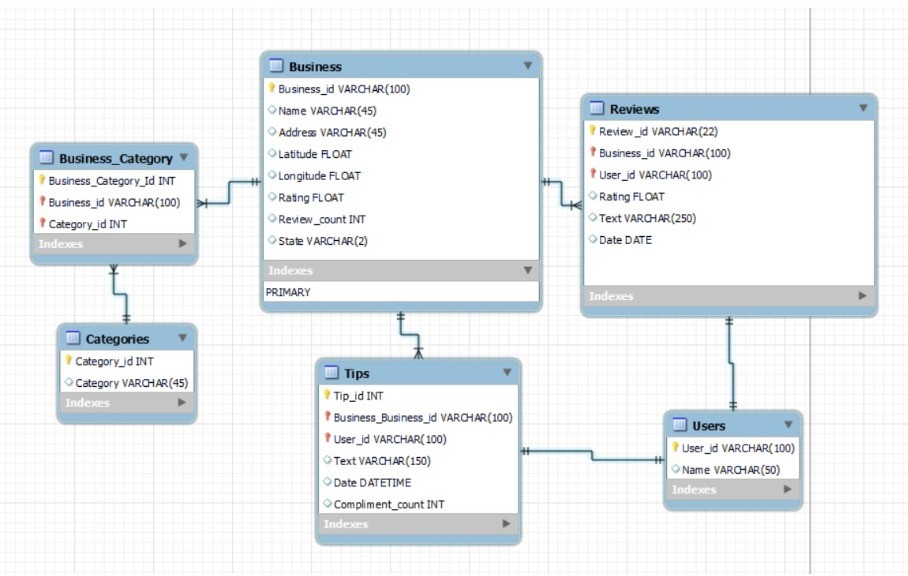 Business
Business_id VARCHAR(100)
Name VARCHAR(45)
Address VARCHAR(45)
Latitude FLOAT
Longitude FLOAT
Rating FLOAT
Review_count INT
State VARCHAR(2)
Indexes
PRIMARY
Reviews
Review_id VARCHAR(22)
Business_id VARCHAR(100)
User_id VARCHAR(100)
Rating FLOAT
Text VARCHAR(250)
Date DATE
Indexes
Business_Category
Business_Category_Id INT
Business_id VARCHAR(100)
Category_id INT
Indexes
Categories
Category_id INT
Category VARCHAR(45)
Indexes
Tips
Tip_id INT
Business_Business_id VARCHAR(100)
User_id VARCHAR(100)
Text VARCHAR(150)
Date DATETIME
Compliment_count INT
Indexes
Users
User_id VARCHAR(100)
Name VARCHAR(50)
Indexes